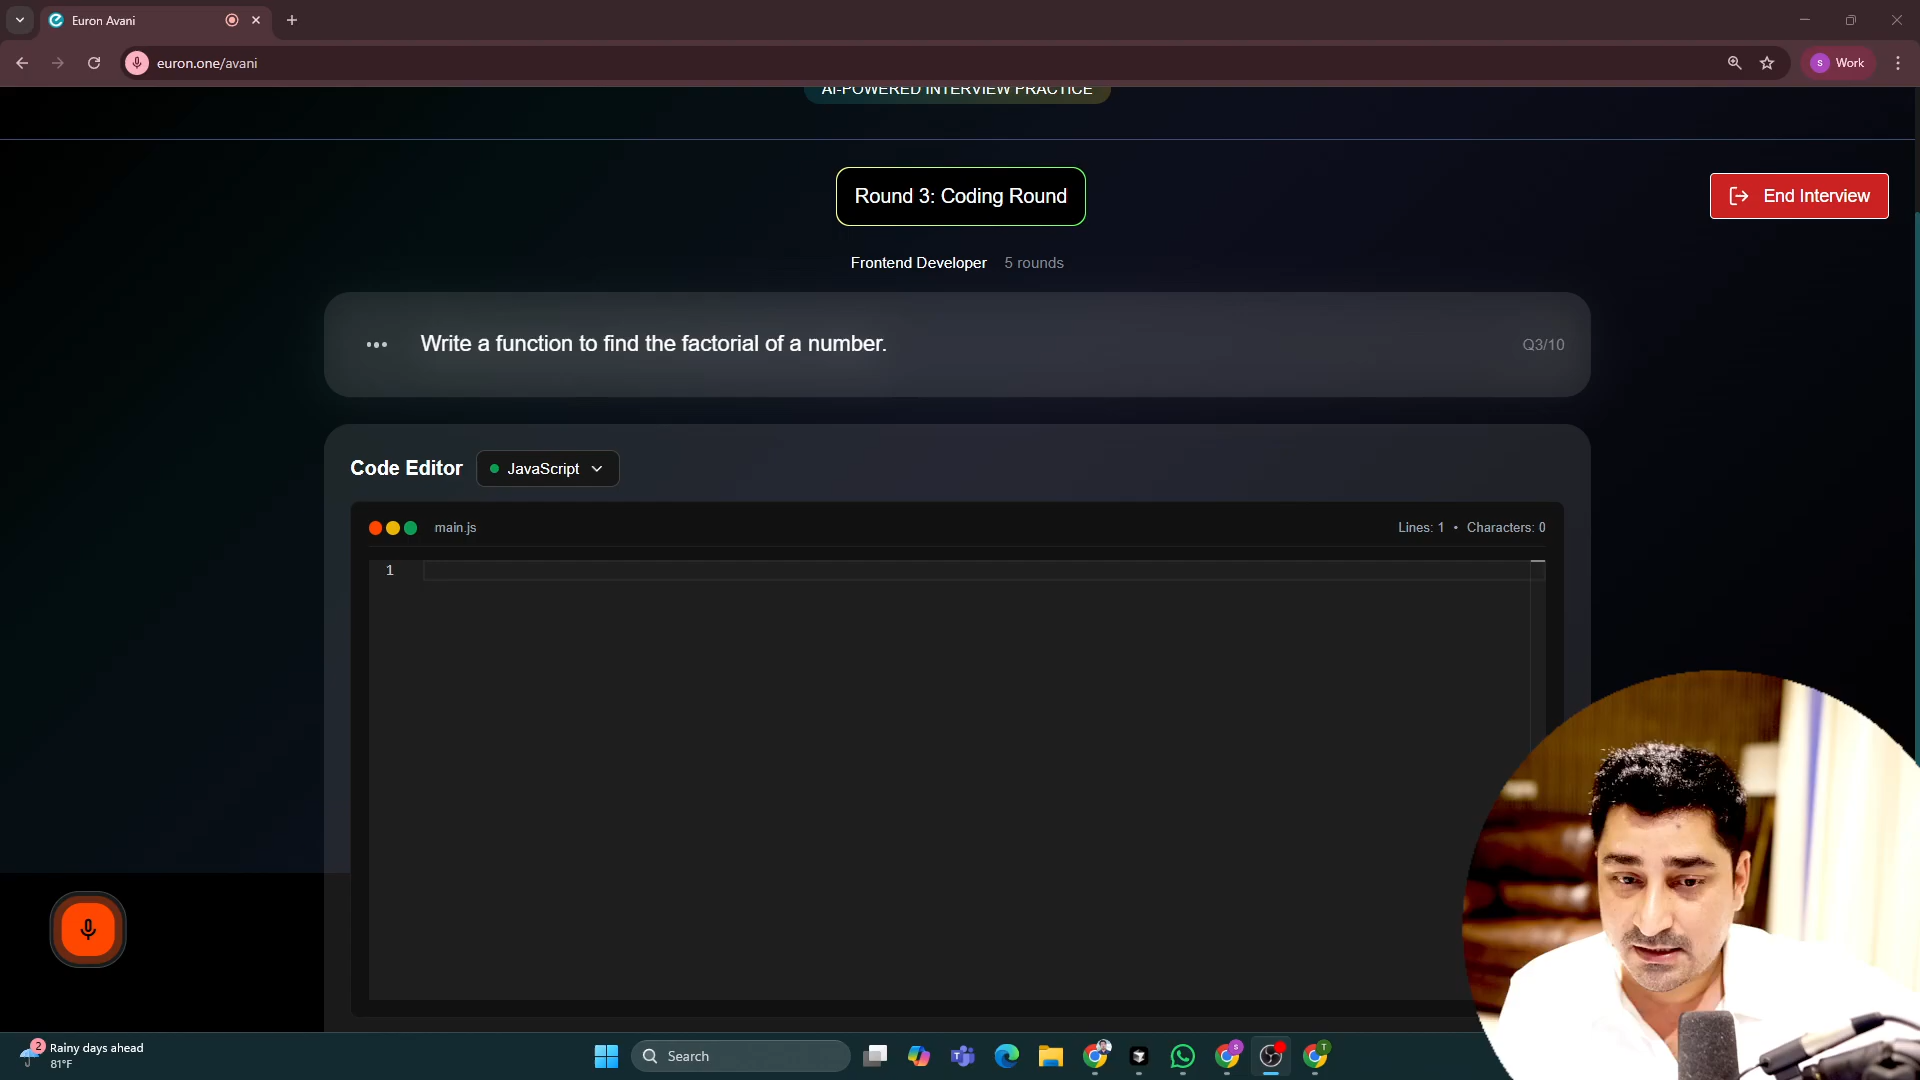 Euron Avani
euron.one/avani
S
Work
AI-POWERED INTERVIEW PRACTICE
Round 3: Coding Round
End Interview
Frontend Developer 5 rounds
Write a function to find the factorial of a number.
Q3/10
Code Editor
JavaScript
main.js
Lines: 1 • Characters: 0
1
2
Rainy days ahead
81°F
Search
T
S
T